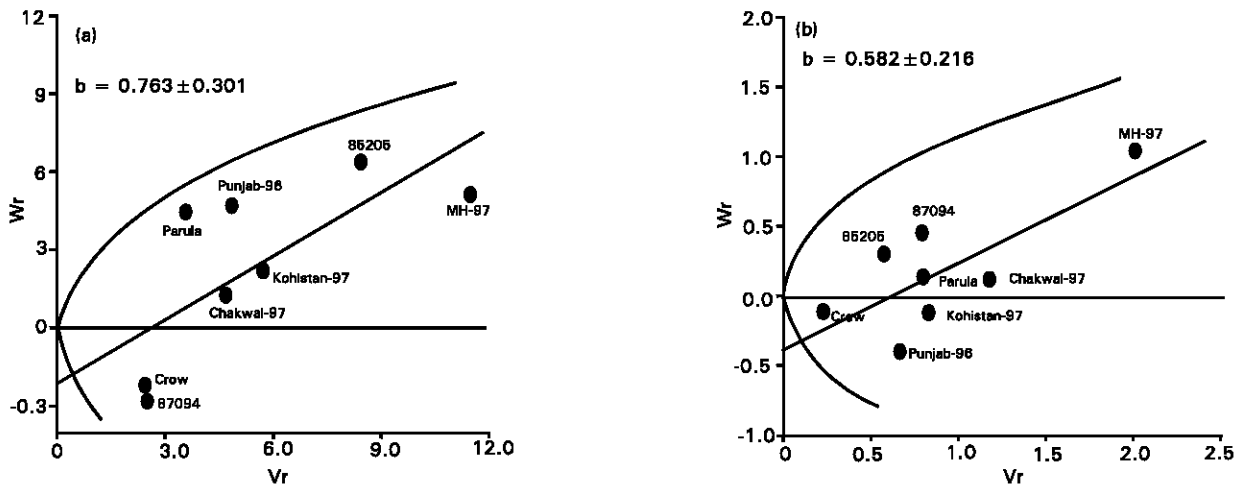 (a)
b = 0.763±0.301
12
9
6
3
0
-0.3
Wr
85205
Punjab-96
Parula
MH-97
Kohistan-97
Chakwal-97
Crow
87094
0
3.0
6.0
9.0
12.0
Vr
(b)
b = 0.582±0.216
2.0
1.5
1.0
0.5
0.0
-0.5
-1.0
Wr
MH-97
87094
85205
Parula
Chakwal-97
Crow
Kohistan-97
Punjab-96
0
0.5
1.0
1.5
2.0
2.5
Vr